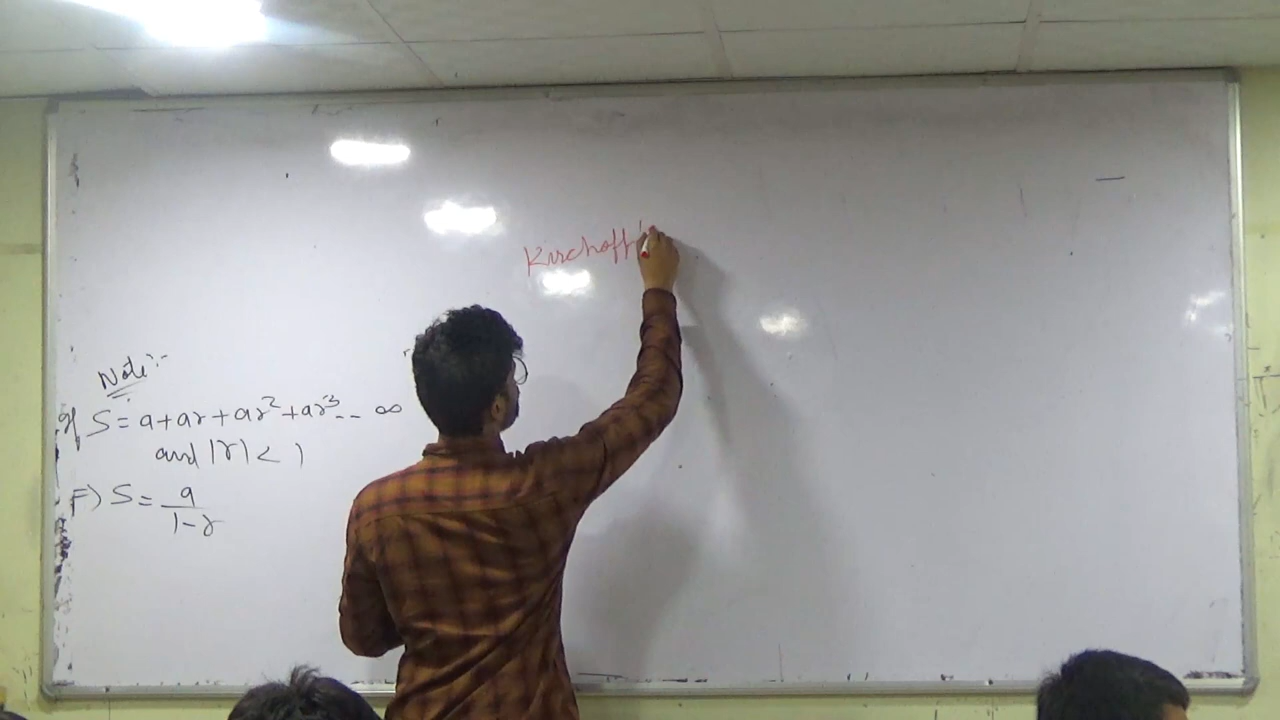 Kirchoff's
Note:-
If S = a + ar + ar² + ar³ -- ∞
and |r| < 1
F) S = a/1-r